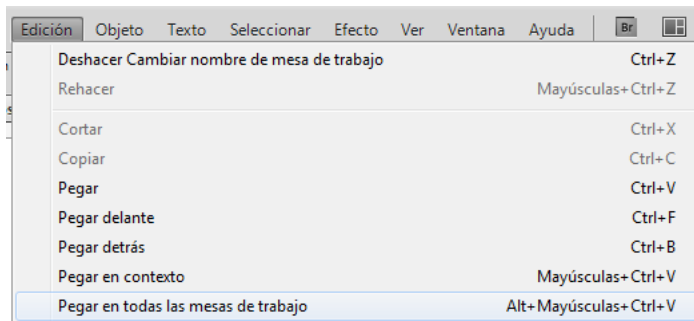 Edición Objeto Texto Seleccionar Efecto Ver Ventana Ayuda Br
Deshacer Cambiar nombre de mesa de trabajo Ctrl+Z
Rehacer Mayúsculas+Ctrl+Z
Cortar Ctrl+X
Copiar Ctrl+C
Pegar Ctrl+V
Pegar delante Ctrl+F
Pegar detrás Ctrl+B
Pegar en contexto Mayúsculas+Ctrl+V
Pegar en todas las mesas de trabajo Alt+Mayúsculas+Ctrl+V